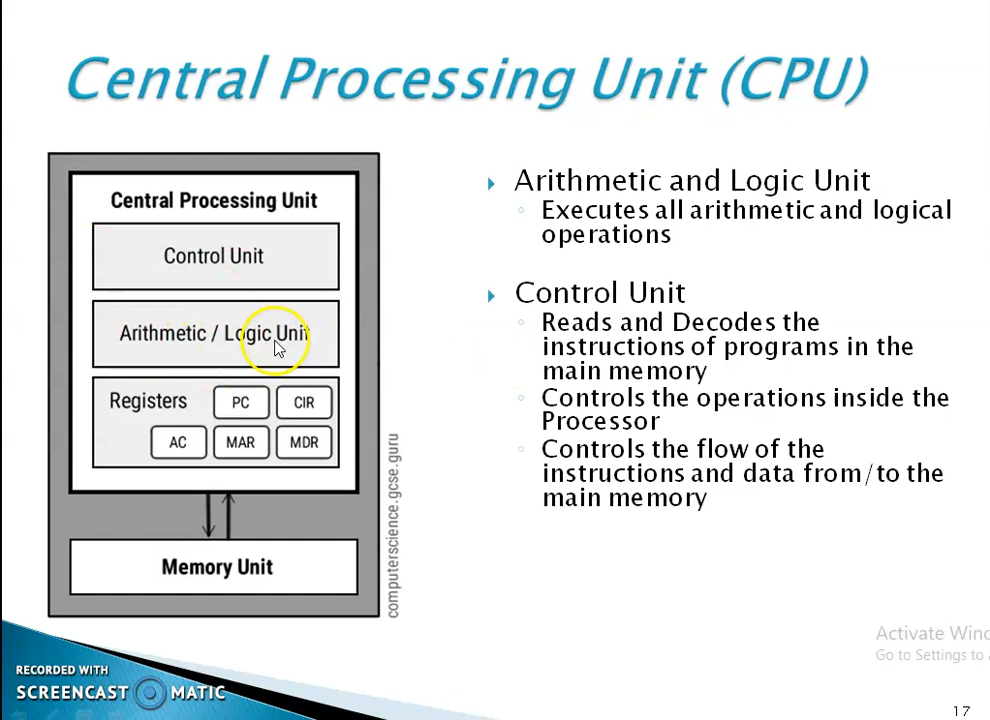 Central Processing Unit (CPU)
Central Processing Unit
Control Unit
Arithmetic / Logic Unit
Registers
PC
CIR
AC
MAR
MDR
Memory Unit
computerscience.gcse.guru
Arithmetic and Logic Unit
Executes all arithmetic and logical
operations
Control Unit
Reads and Decodes the
instructions of programs in the
main memory
Controls the operations inside the
Processor
Controls the flow of the
instructions and data from/to the
main memory
Activate Winc
Go to Settings to
RECORDED WITH
SCREENCAST MATIC
17